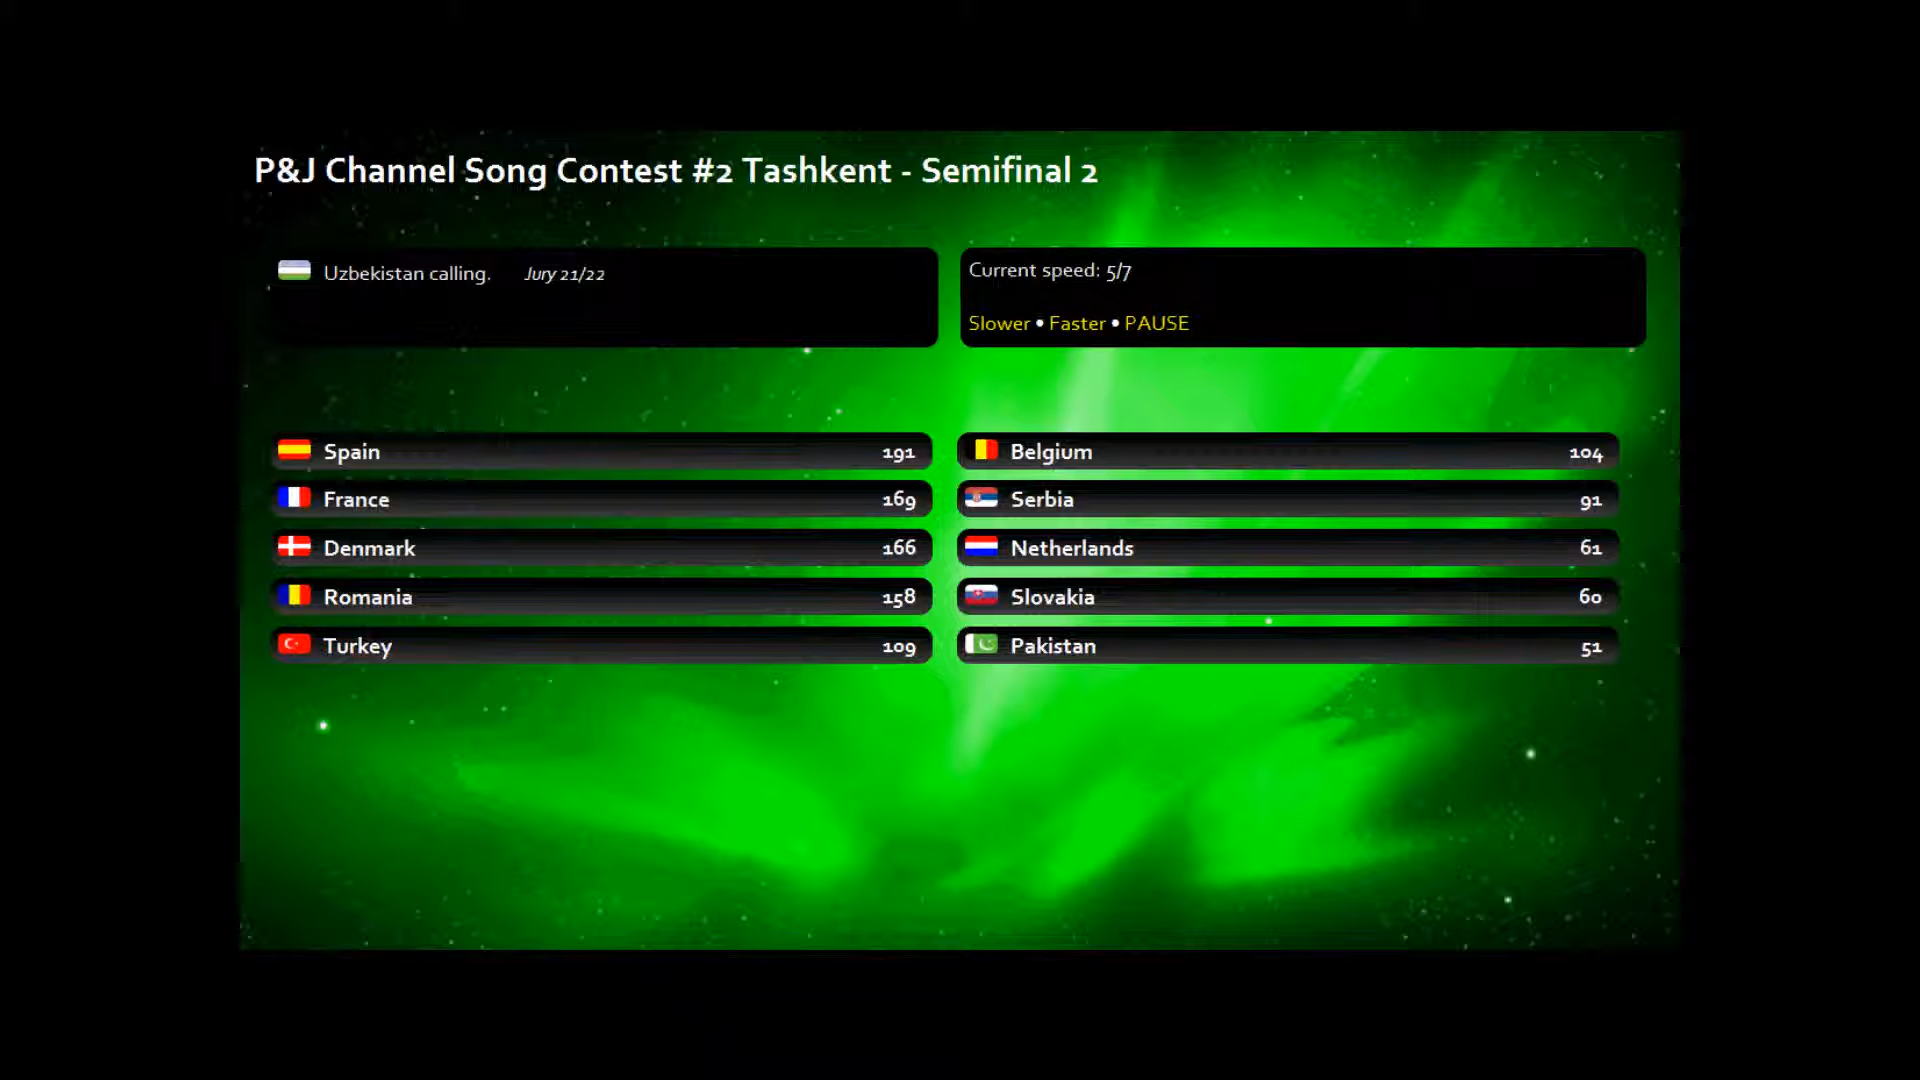 P&J Channel Song Contest #2 Tashkent - Semifinal 2
Uzbekistan calling. Jury 21/22
Current speed: 5/7
Slower • Faster • PAUSE
Spain 191
France 169
Denmark 166
Romania 158
Turkey 109
Belgium 104
Serbia 91
Netherlands 61
Slovakia 60
Pakistan 51